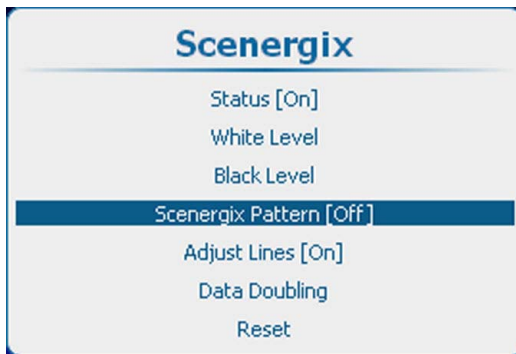 Scenergix
Status [On]
White Level
Black Level
Scenergix Pattern [Off]
Adjust Lines [On]
Data Doubling
Reset